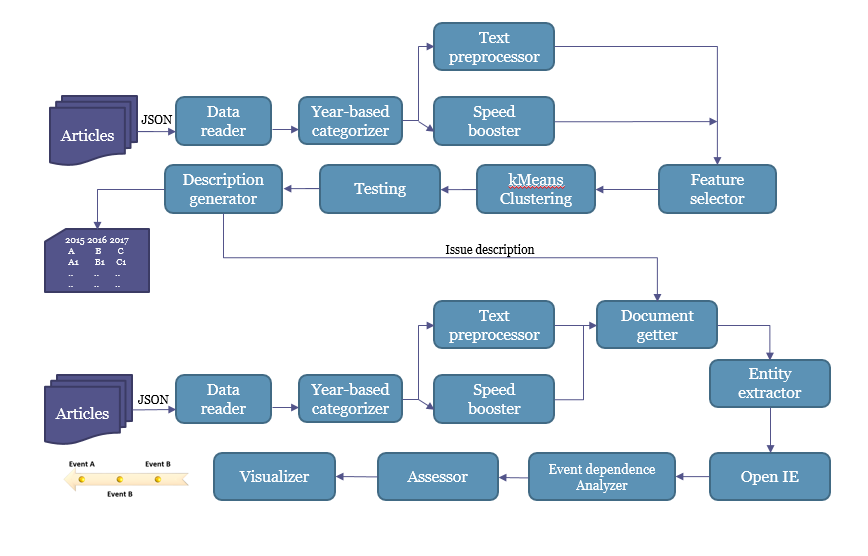 Text
preprocessor
JSON
Articles
Data
reader
Year-based
categorizer
Speed
booster
Description
generator
Testing
kMeans
Clustering
Feature
selector
2015 2016 2017
A B C
A1 B1 C1
.. .. ..
.. .. ..
Issue description
Text
preprocessor
Document
getter
Entity
extractor
JSON
Articles
Data
reader
Year-based
categorizer
Speed
booster
Event A Event B
Event B
Visualizer
Assessor
Event dependence
Analyzer
Open IE